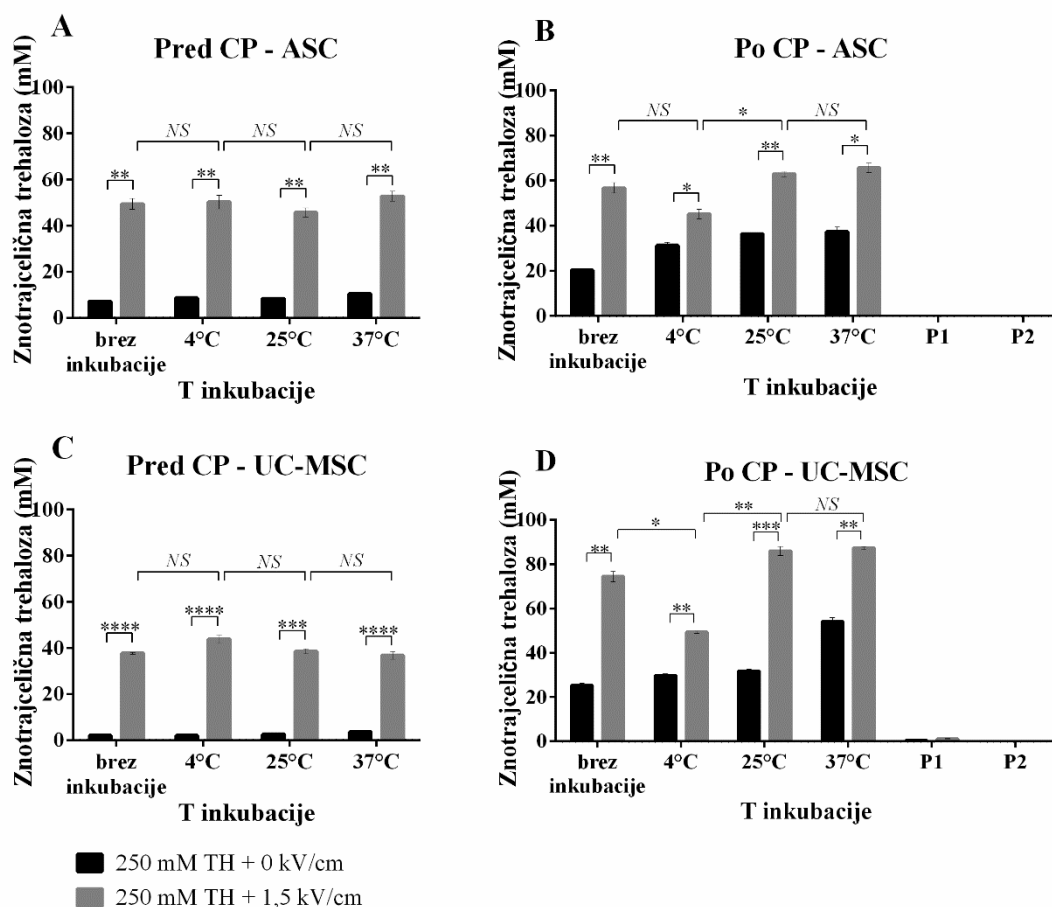 A
Pred CP - ASC
Znotrajcelična trehaloza (mM)
100
80
60
40
20
0
NS
NS
NS
**
**
**
**
brez
inkubacije
4°C
25°C
37°C
T inkubacije
B
Po CP - ASC
Znotrajcelična trehaloza (mM)
100
80
60
40
20
0
NS
*
NS
**
*
**
*
brez
inkubacije
4°C
25°C
37°C
P1
P2
T inkubacije
C
Pred CP - UC-MSC
Znotrajcelična trehaloza (mM)
100
80
60
40
20
0
NS
NS
NS
****
****
***
****
brez
inkubacije
4°C
25°C
37°C
T inkubacije
D
Po CP - UC-MSC
Znotrajcelična trehaloza (mM)
100
80
60
40
20
0
*
**
NS
**
**
***
**
brez
inkubacije
4°C
25°C
37°C
P1
P2
T inkubacije
250 mM TH + 0 kV/cm
250 mM TH + 1,5 kV/cm